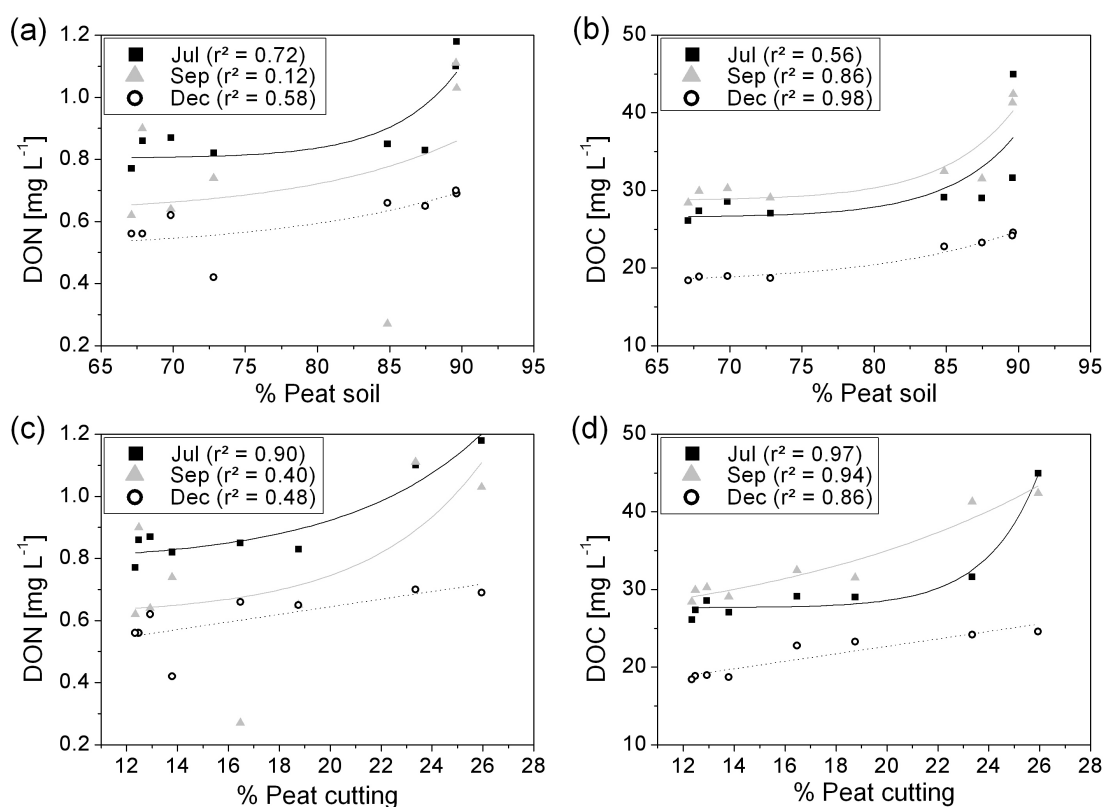 (a)
Jul (r² = 0.72)
Sep (r² = 0.12)
Dec (r² = 0.58)
1.2
1.0
0.8
0.6
0.4
0.2
DON [mg L⁻¹]
65 70 75 80 85 90 95
% Peat soil
(b)
Jul (r² = 0.56)
Sep (r² = 0.86)
Dec (r² = 0.98)
50
40
30
20
10
DOC [mg L⁻¹]
65 70 75 80 85 90 95
% Peat soil
(c)
Jul (r² = 0.90)
Sep (r² = 0.40)
Dec (r² = 0.48)
1.2
1.0
0.8
0.6
0.4
0.2
DON [mg L⁻¹]
12 14 16 18 20 22 24 26 28
% Peat cutting
(d)
Jul (r² = 0.97)
Sep (r² = 0.94)
Dec (r² = 0.86)
50
40
30
20
10
DOC [mg L⁻¹]
12 14 16 18 20 22 24 26 28
% Peat cutting